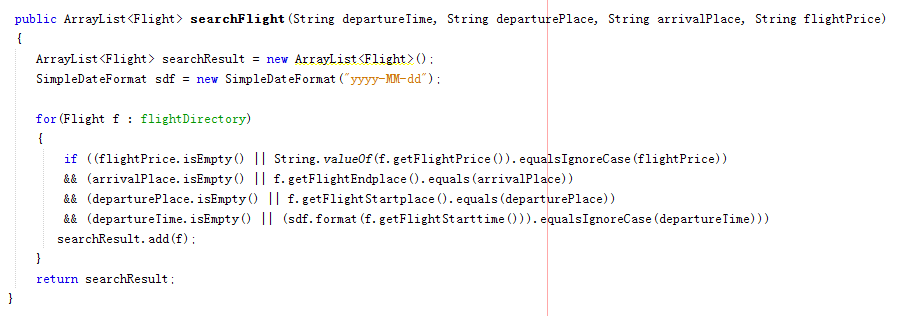 public ArrayList<Flight> searchFlight(String departureTime, String departurePlace, String arrivalPlace, String flightPrice)
{
ArrayList<Flight> searchResult = new ArrayList<Flight>();
SimpleDateFormat sdf = new SimpleDateFormat("yyyy-MM-dd");
for(Flight f : flightDirectory)
{
if ((flightPrice.isEmpty() || String.valueOf(f.getFlightPrice()).equalsIgnoreCase(flightPrice))
&& (arrivalPlace.isEmpty() || f.getFlightEndplace().equals(arrivalPlace))
&& (departurePlace.isEmpty() || f.getFlightStartplace().equals(departurePlace))
&& (departureTime.isEmpty() || (sdf.format(f.getFlightStarttime())).equalsIgnoreCase(departureTime)))
searchResult.add(f);
}
return searchResult;
}